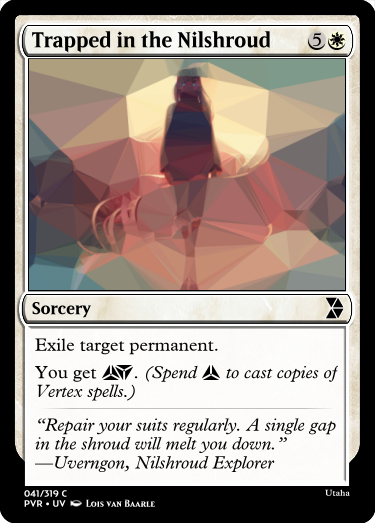 Trapped in the Nilshroud 5
Sorcery
Exile target permanent.
You get . (Spend to cast copies of
Vertex spells.)
“Repair your suits regularly. A single gap
in the shroud will melt you down.”
—Uverngon, Nilshroud Explorer
041/319 C
Utaha
PVR • UV Lois van Baarle